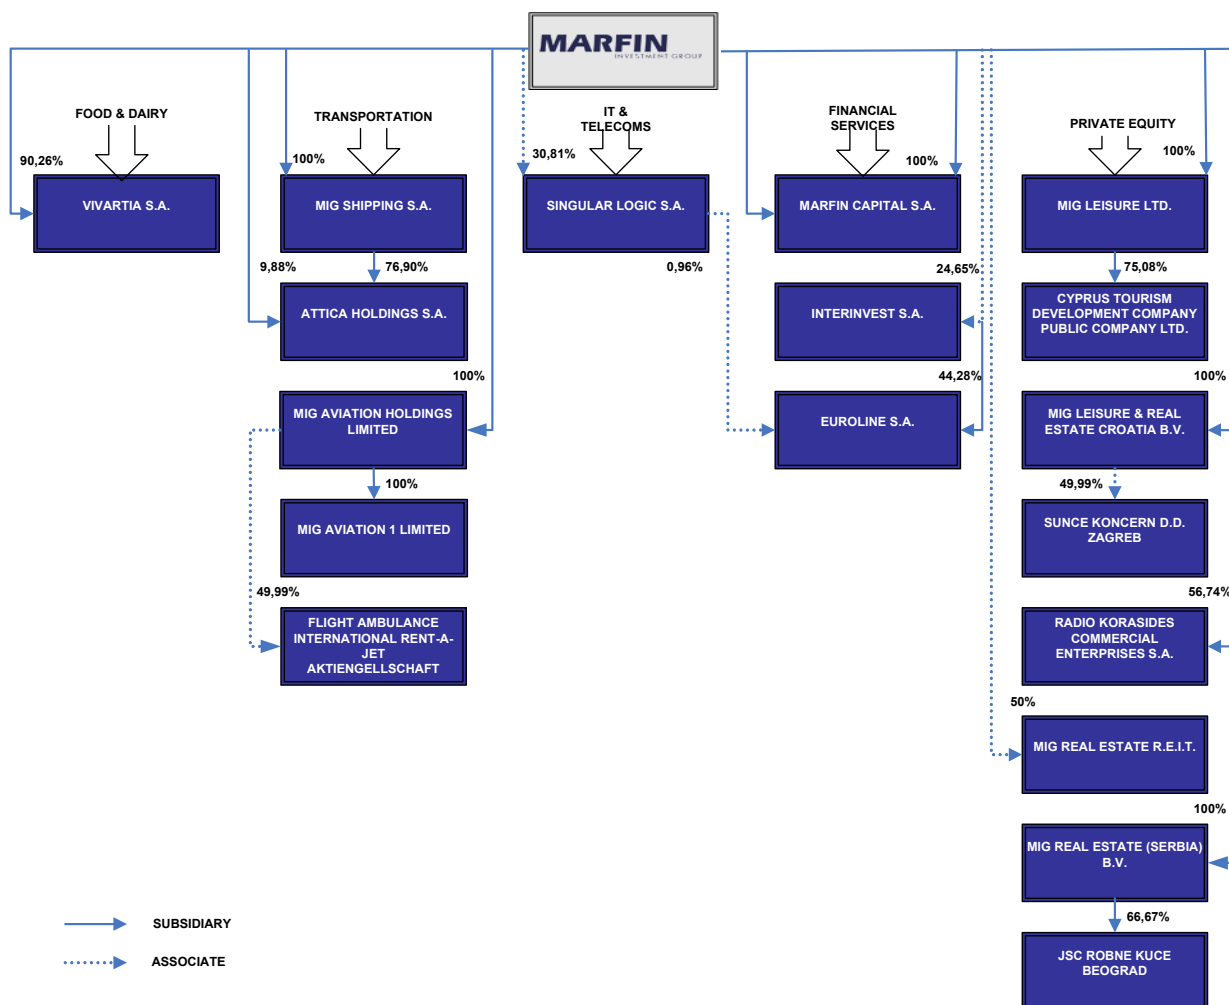 MARFIN
INVESTMENT GROUP
FOOD & DAIRY
TRANSPORTATION
IT &
TELECOMS
FINANCIAL
SERVICES
PRIVATE EQUITY
90,26%
100%
30,81%
100%
100%
VIVARTIA S.A.
MIG SHIPPING S.A.
SINGULAR LOGIC S.A.
MARFIN CAPITAL S.A.
MIG LEISURE LTD.
9,88%
76,90%
0,96%
24,65%
75,08%
ATTICA HOLDINGS S.A.
INTERINVEST S.A.
CYPRUS TOURISM
DEVELOPMENT COMPANY
PUBLIC COMPANY LTD.
100%
44,28%
100%
MIG AVIATION HOLDINGS
LIMITED
EUROLINE S.A.
MIG LEISURE & REAL
ESTATE CROATIA B.V.
100%
49,99%
MIG AVIATION 1 LIMITED
SUNCE KONCERN D.D.
ZAGREB
49,99%
56,74%
FLIGHT AMBULANCE
INTERNATIONAL RENT-A-
JET
AKTIENGELLSCHAFT
RADIO KORASIDES
COMMERCIAL
ENTERPRISES S.A.
50%
MIG REAL ESTATE R.E.I.T.
100%
MIG REAL ESTATE (SERBIA)
B.V.
66,67%
JSC ROBNE KUCE
BEOGRAD
SUBSIDIARY
ASSOCIATE